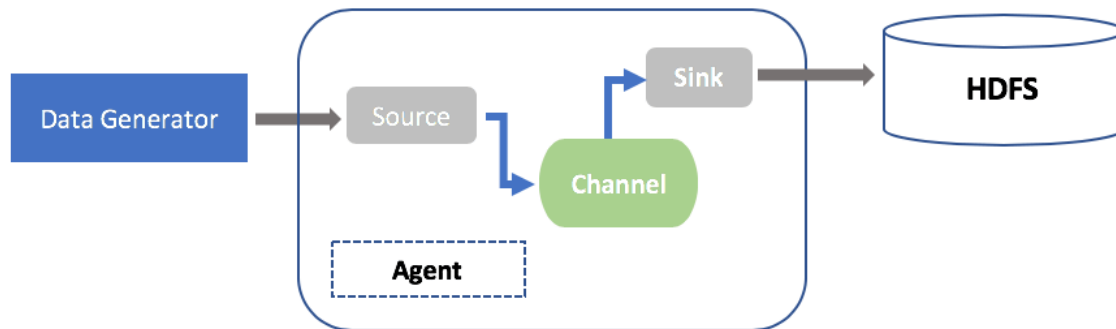 Data Generator
Source
Sink
Channel
HDFS
Agent